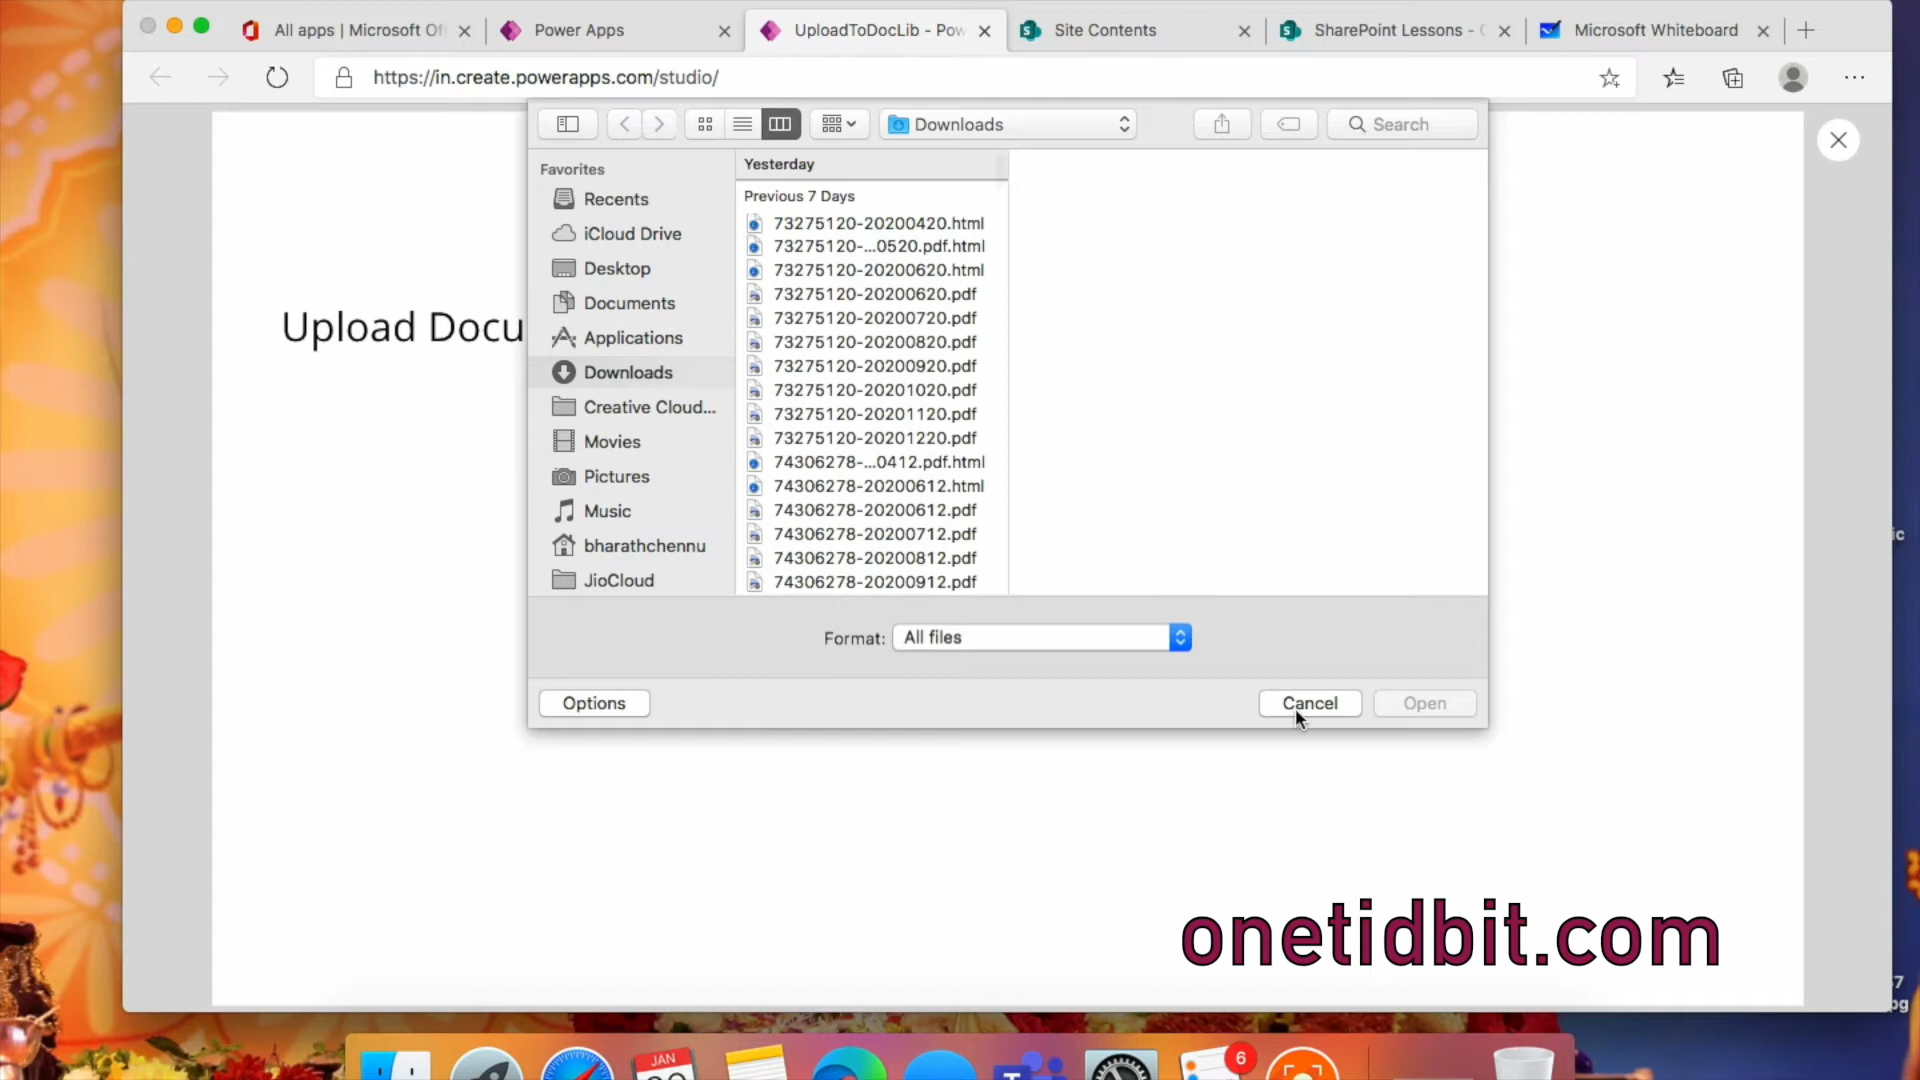 All apps | Microsoft Of
Power Apps
UploadToDocLib - Pow
Site Contents
SharePoint Lessons -
Microsoft Whiteboard
https://in.create.powerapps.com/studio/
Downloads
Search
Favorites
Recents
iCloud Drive
Desktop
Documents
Applications
Downloads
Creative Cloud...
Movies
Pictures
Music
bharathchennu
JioCloud
Yesterday
Previous 7 Days
73275120-20200420.html
73275120-...0520.pdf.html
73275120-20200620.html
73275120-20200620.pdf
73275120-20200720.pdf
73275120-20200820.pdf
73275120-20200920.pdf
73275120-20201020.pdf
73275120-20201120.pdf
73275120-20201220.pdf
74306278-...0412.pdf.html
74306278-20200612.html
74306278-20200612.pdf
74306278-20200712.pdf
74306278-20200812.pdf
74306278-20200912.pdf
Upload Docu
Format: All files
Options
Cancel
Open
ic
onetidbit.com
JAN
6